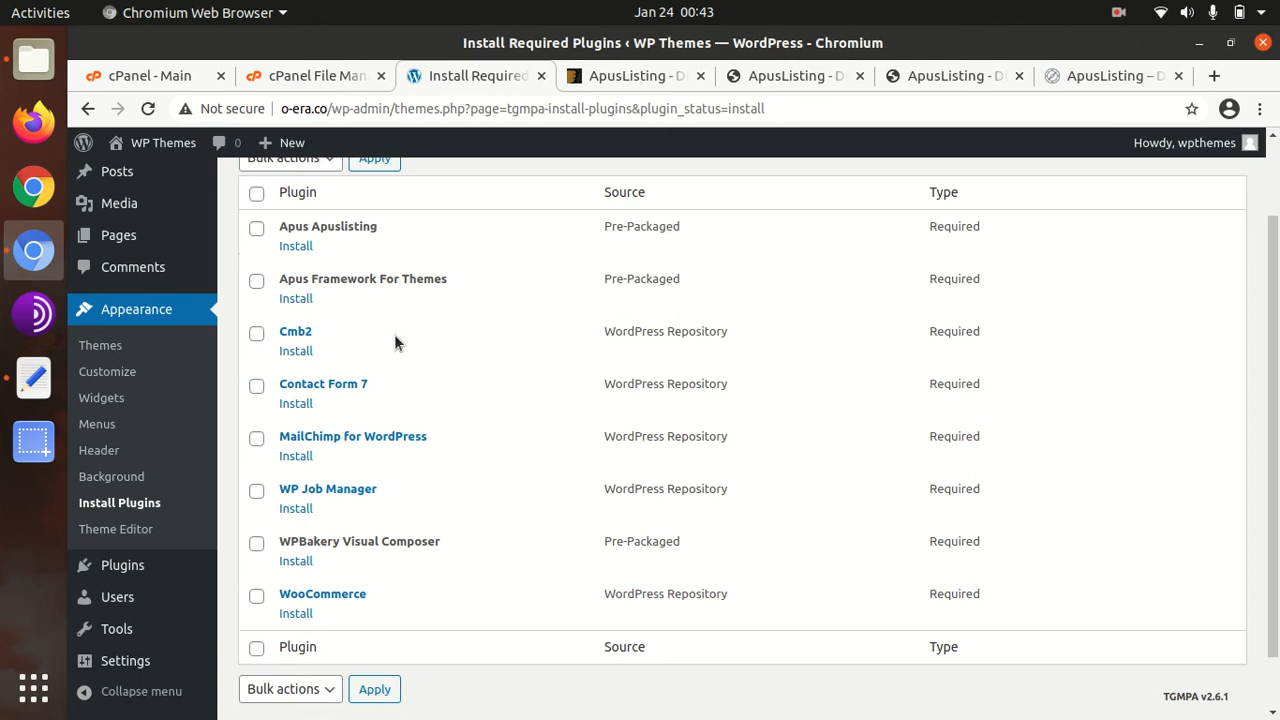 Activities Chromium Web Browser Jan 24 00:43
Install Required Plugins ‹ WP Themes — WordPress - Chromium
cPanel - Main cPanel File Man Install Required ApusListing - Di ApusListing - Di ApusListing - Di ApusListing – D
Not secure o-era.co/wp-admin/themes.php?page=tgmpa-install-plugins&plugin_status=install
WP Themes 0 New Howdy, wpthemes
Bulk actions Apply
Posts
Media
Pages
Comments
Appearance
Themes
Customize
Widgets
Menus
Header
Background
Install Plugins
Theme Editor
Plugins
Users
Tools
Settings
Collapse menu
Plugin Source Type
Apus Apuslisting Pre-Packaged Required
Install
Apus Framework For Themes Pre-Packaged Required
Install
Cmb2 WordPress Repository Required
Install
Contact Form 7 WordPress Repository Required
Install
MailChimp for WordPress WordPress Repository Required
Install
WP Job Manager WordPress Repository Required
Install
WPBakery Visual Composer Pre-Packaged Required
Install
WooCommerce WordPress Repository Required
Install
Plugin Source Type
Bulk actions Apply
TGMPA v2.6.1